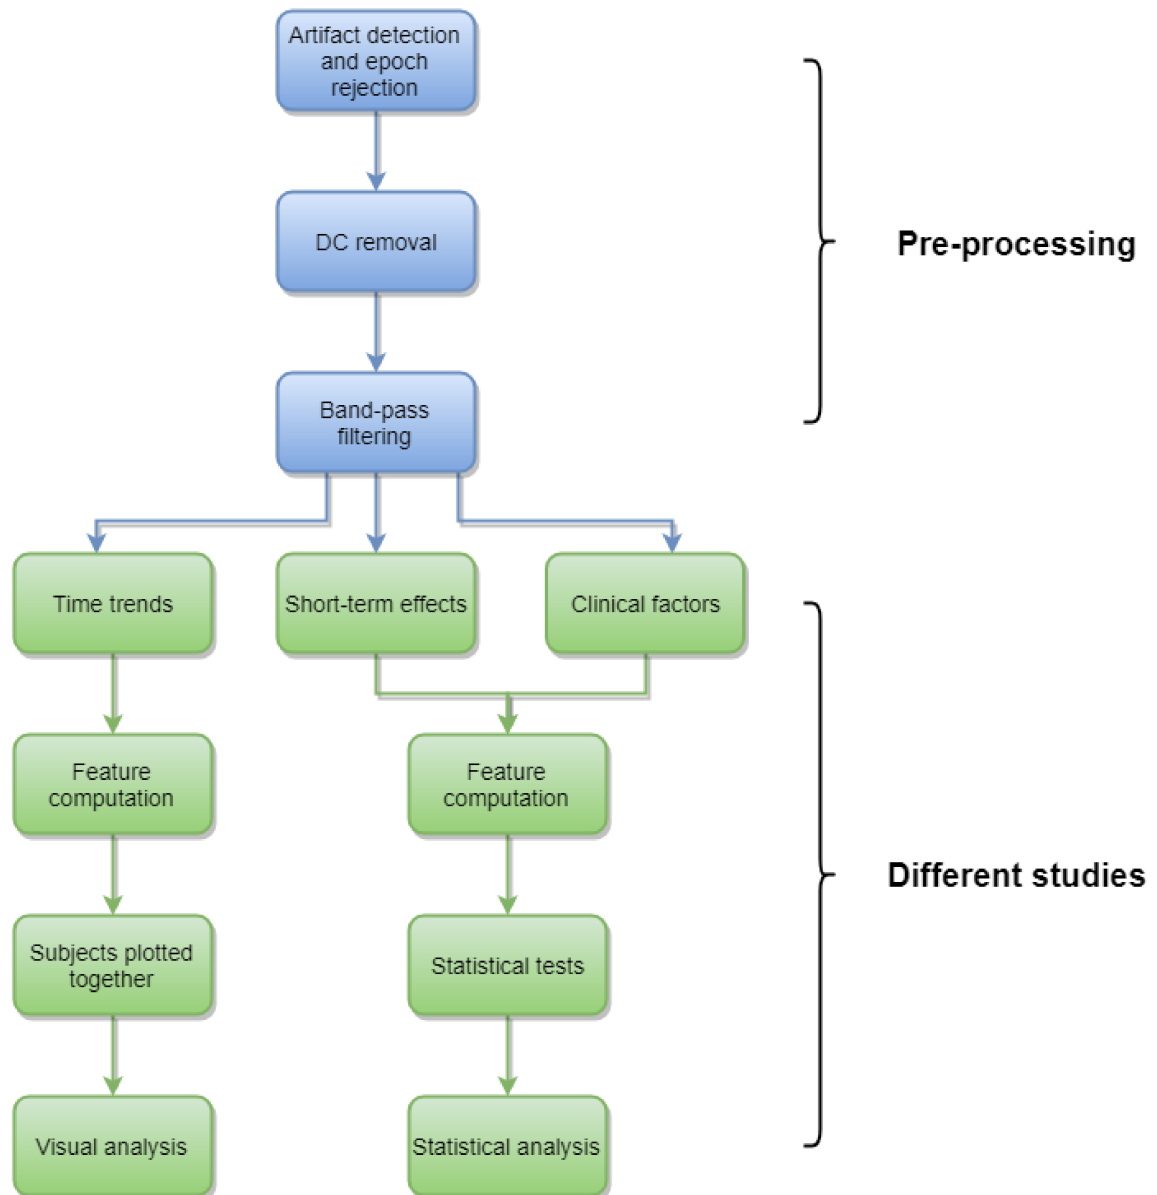 Artifact detection
and epoch
rejection
DC removal
Pre-processing
Band-pass
filtering
Time trends
Short-term effects
Clinical factors
Feature
computation
Feature
computation
Different studies
Subjects plotted
together
Statistical tests
Visual analysis
Statistical analysis